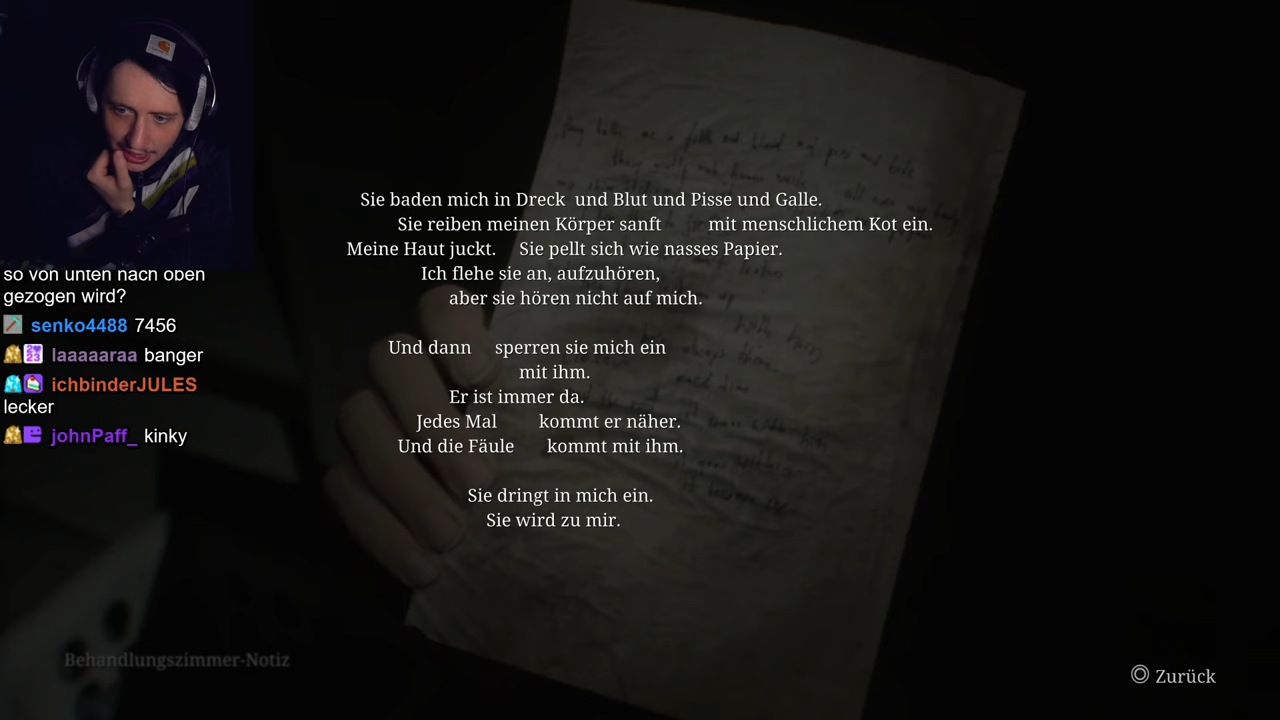 so von unten nach oben
gezogen wird?
senko4488 7456
laaaaaraa banger
ichbinderJULES
lecker
johnPaff_ kinky
Sie baden mich in Dreck und Blut und Pisse und Galle.
Sie reiben meinen Körper sanft mit menschlichem Kot ein.
Meine Haut juckt. Sie pellt sich wie nasses Papier.
Ich flehe sie an, aufzuhören,
aber sie hören nicht auf mich.
Und dann sperren sie mich ein
mit ihm.
Er ist immer da.
Jedes Mal kommt er näher.
Und die Fäule kommt mit ihm.
Sie dringt in mich ein.
Sie wird zu mir.
Behandlungszimmer-Notiz
Zurück